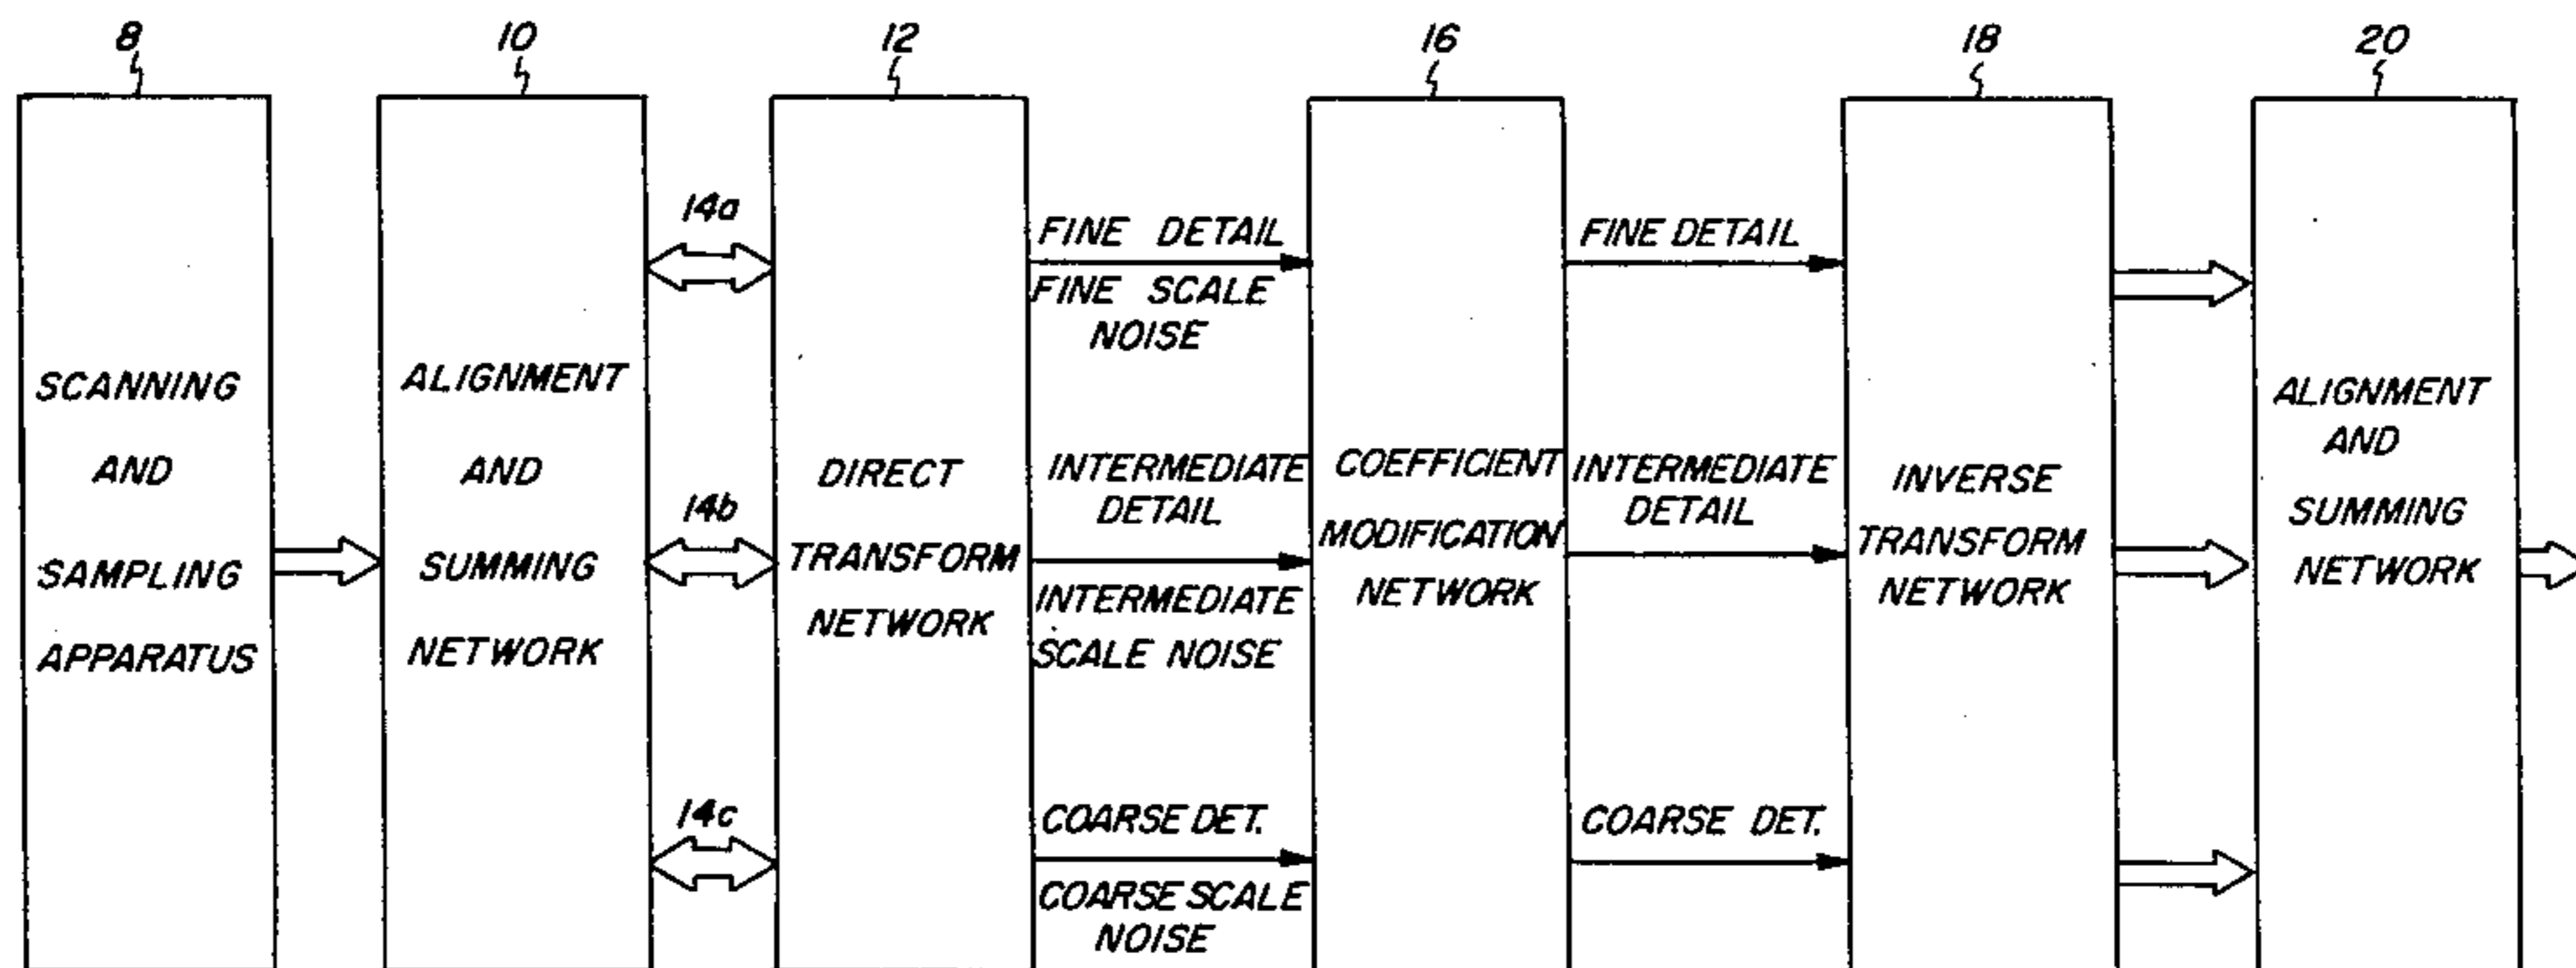 8
10
12
16
18
20
SCANNING
AND
SAMPLING
APPARATUS
ALIGNMENT
AND
SUMMING
NETWORK
14a
14b
14c
DIRECT
TRANSFORM
NETWORK
FINE DETAIL
FINE SCALE
NOISE
INTERMEDIATE
DETAIL
INTERMEDIATE
SCALE NOISE
COARSE DET.
COARSE SCALE
NOISE
COEFFICIENT
MODIFICATION
NETWORK
FINE DETAIL
INTERMEDIATE
DETAIL
COARSE DET.
INVERSE
TRANSFORM
NETWORK
ALIGNMENT
AND
SUMMING
NETWORK